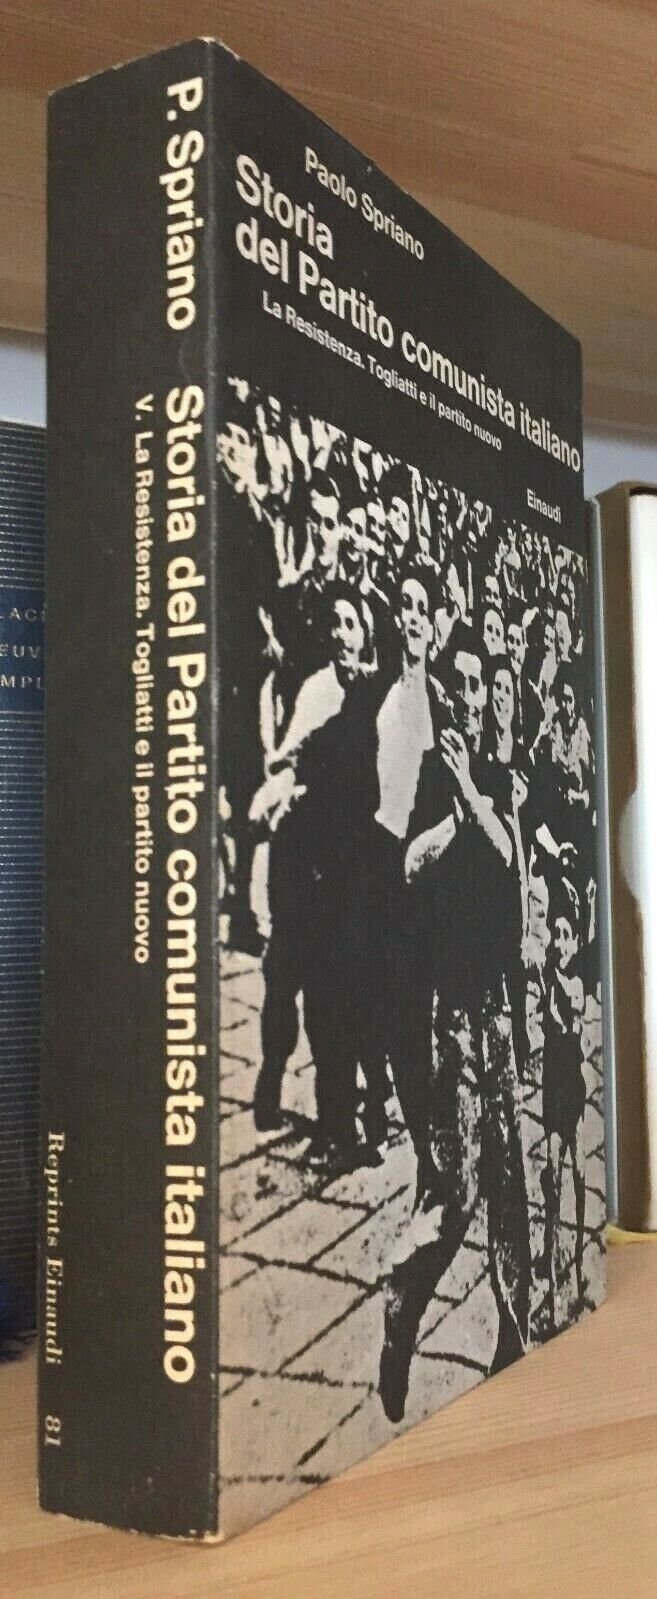 P. Spriano Storia del Partito comunista italiano
V. La Resistenza. Togliatti e il partito nuovo
Reprints Einaudi 81
Paolo Spriano
Storia
del Partito comunista italiano
La Resistenza. Togliatti e il partito nuovo
Einaudi